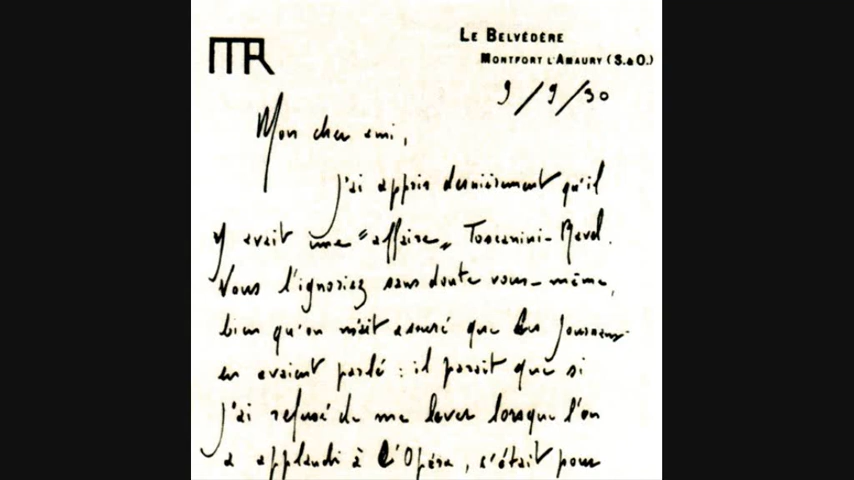 MR
LE BELVÉDÈRE
MONTFORT L'AMAURY (S.&O.)
9/9/30
Mon cher ami,
j'ai appris dernièrement qu'il
y avait une "affaire" Toscanini-Ravel.
Vous l'ignoriez sans doute vous-même,
bien qu'on m'ait assuré que les journaux
en avaient parlé : il paraît que si
j'ai refusé de me lever lorsque l'on
a applaudi à l'Opéra, c'était pour